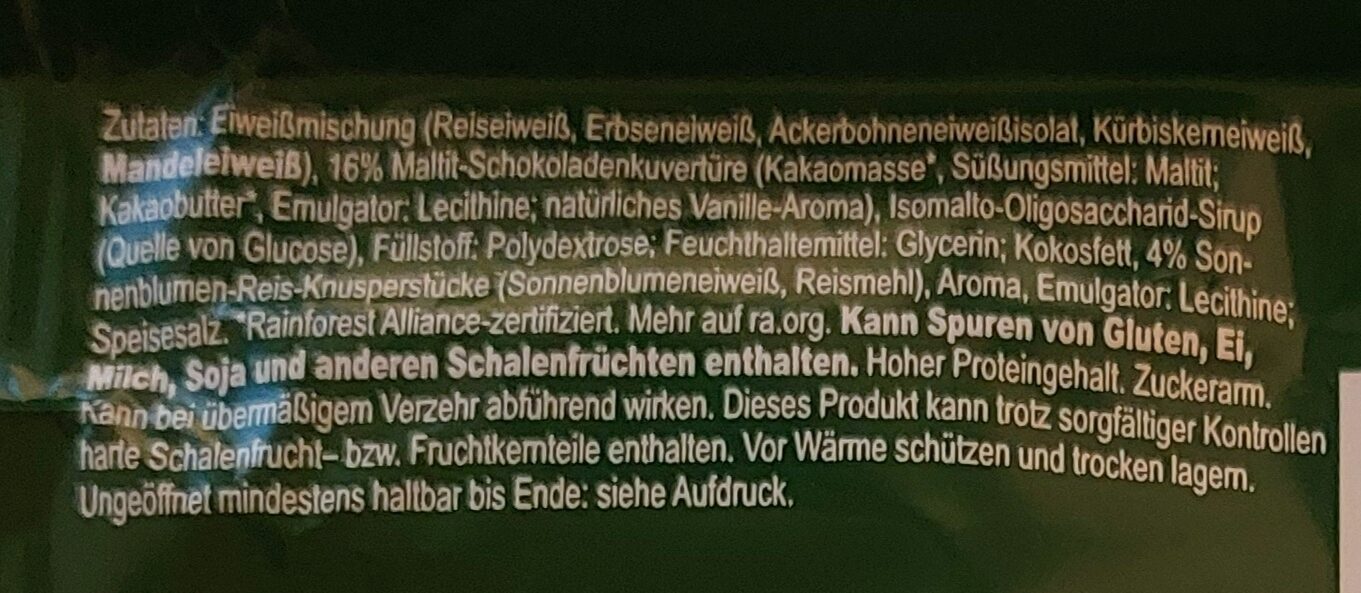 Zutaten: Eiweißmischung (Reiseiweiß, Erbseneiweiß, Ackerbohneneiweißisolat, Kürbiskerneiweiß,
Mandeleiweiß), 16% Maltit-Schokoladenkuvertüre (Kakaomasse*, Süßungsmittel: Maltit;
Kakaobutter*, Emulgator: Lecithine; natürliches Vanille-Aroma), Isomalto-Oligosaccharid-Sirup
(Quelle von Glucose), Füllstoff: Polydextrose; Feuchthaltemittel: Glycerin; Kokosfett, 4% Son-
nenblumen-Reis-Knusperstücke (Sonnenblumeneiweiß, Reismehl), Aroma, Emulgator: Lecithine;
Speisesalz. *Rainforest Alliance-zertifiziert. Mehr auf ra.org. Kann Spuren von Gluten, Ei,
Milch, Soja und anderen Schalenfrüchten enthalten. Hoher Proteingehalt. Zuckerarm.
Kann bei übermäßigem Verzehr abführend wirken. Dieses Produkt kann trotz sorgfältiger Kontrollen
harte Schalenfrucht– bzw. Fruchtkernteile enthalten. Vor Wärme schützen und trocken lagern.
Ungeöffnet mindestens haltbar bis Ende: siehe Aufdruck.